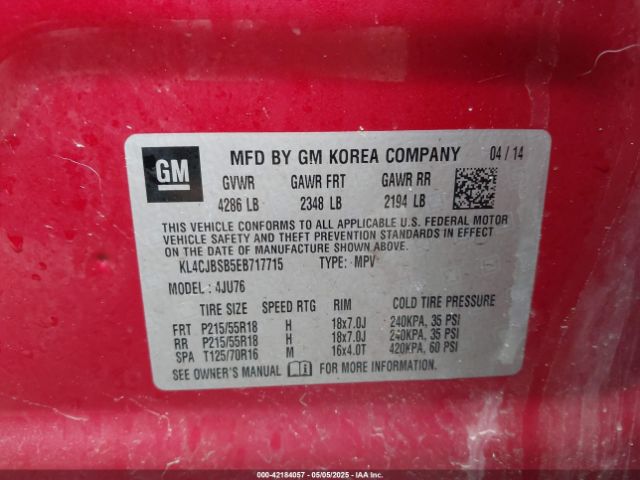 GM
MFD BY GM KOREA COMPANY 04 / 14
GVWR GAWR FRT GAWR RR
4286 LB 2348 LB 2194 LB
THIS VEHICLE CONFORMS TO ALL APPLICABLE U.S. FEDERAL MOTOR
VEHICLE SAFETY AND THEFT PREVENTION STANDARDS IN EFFECT
ON THE DATE OF MANUFACTURE SHOWN ABOVE.
KL4CJBSB5EB717715 TYPE: MPV
MODEL : 4JU76
TIRE SIZE SPEED RTG RIM COLD TIRE PRESSURE
FRT P215/55R18 H 18x7.0J 240KPA, 35 PSI
RR P215/55R18 H 18x7.0J 240KPA, 35 PSI
SPA T125/70R16 M 16x4.0T 420KPA, 60 PSI
SEE OWNER'S MANUAL FOR MORE INFORMATION
000-42184057 - 05/05/2025 - IAAI.COM